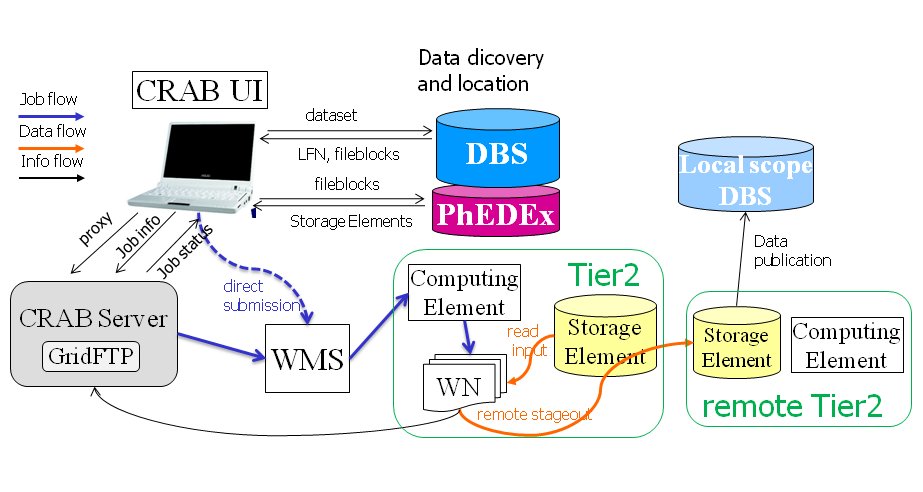 Data dicovery
and location
CRAB UI
Job flow
Data flow
Info flow
dataset
LFN, fileblocks
DBS
fileblocks
Storage Elements
PhEDEx
Local scope
DBS
proxy
Job info
Job status
direct
submission
Data
publication
CRAB Server
GridFTP
WMS
Computing
Element
Tier2
Storage
Element
read
input
WN
remote stageout
Storage
Element
Computing
Element
remote Tier2